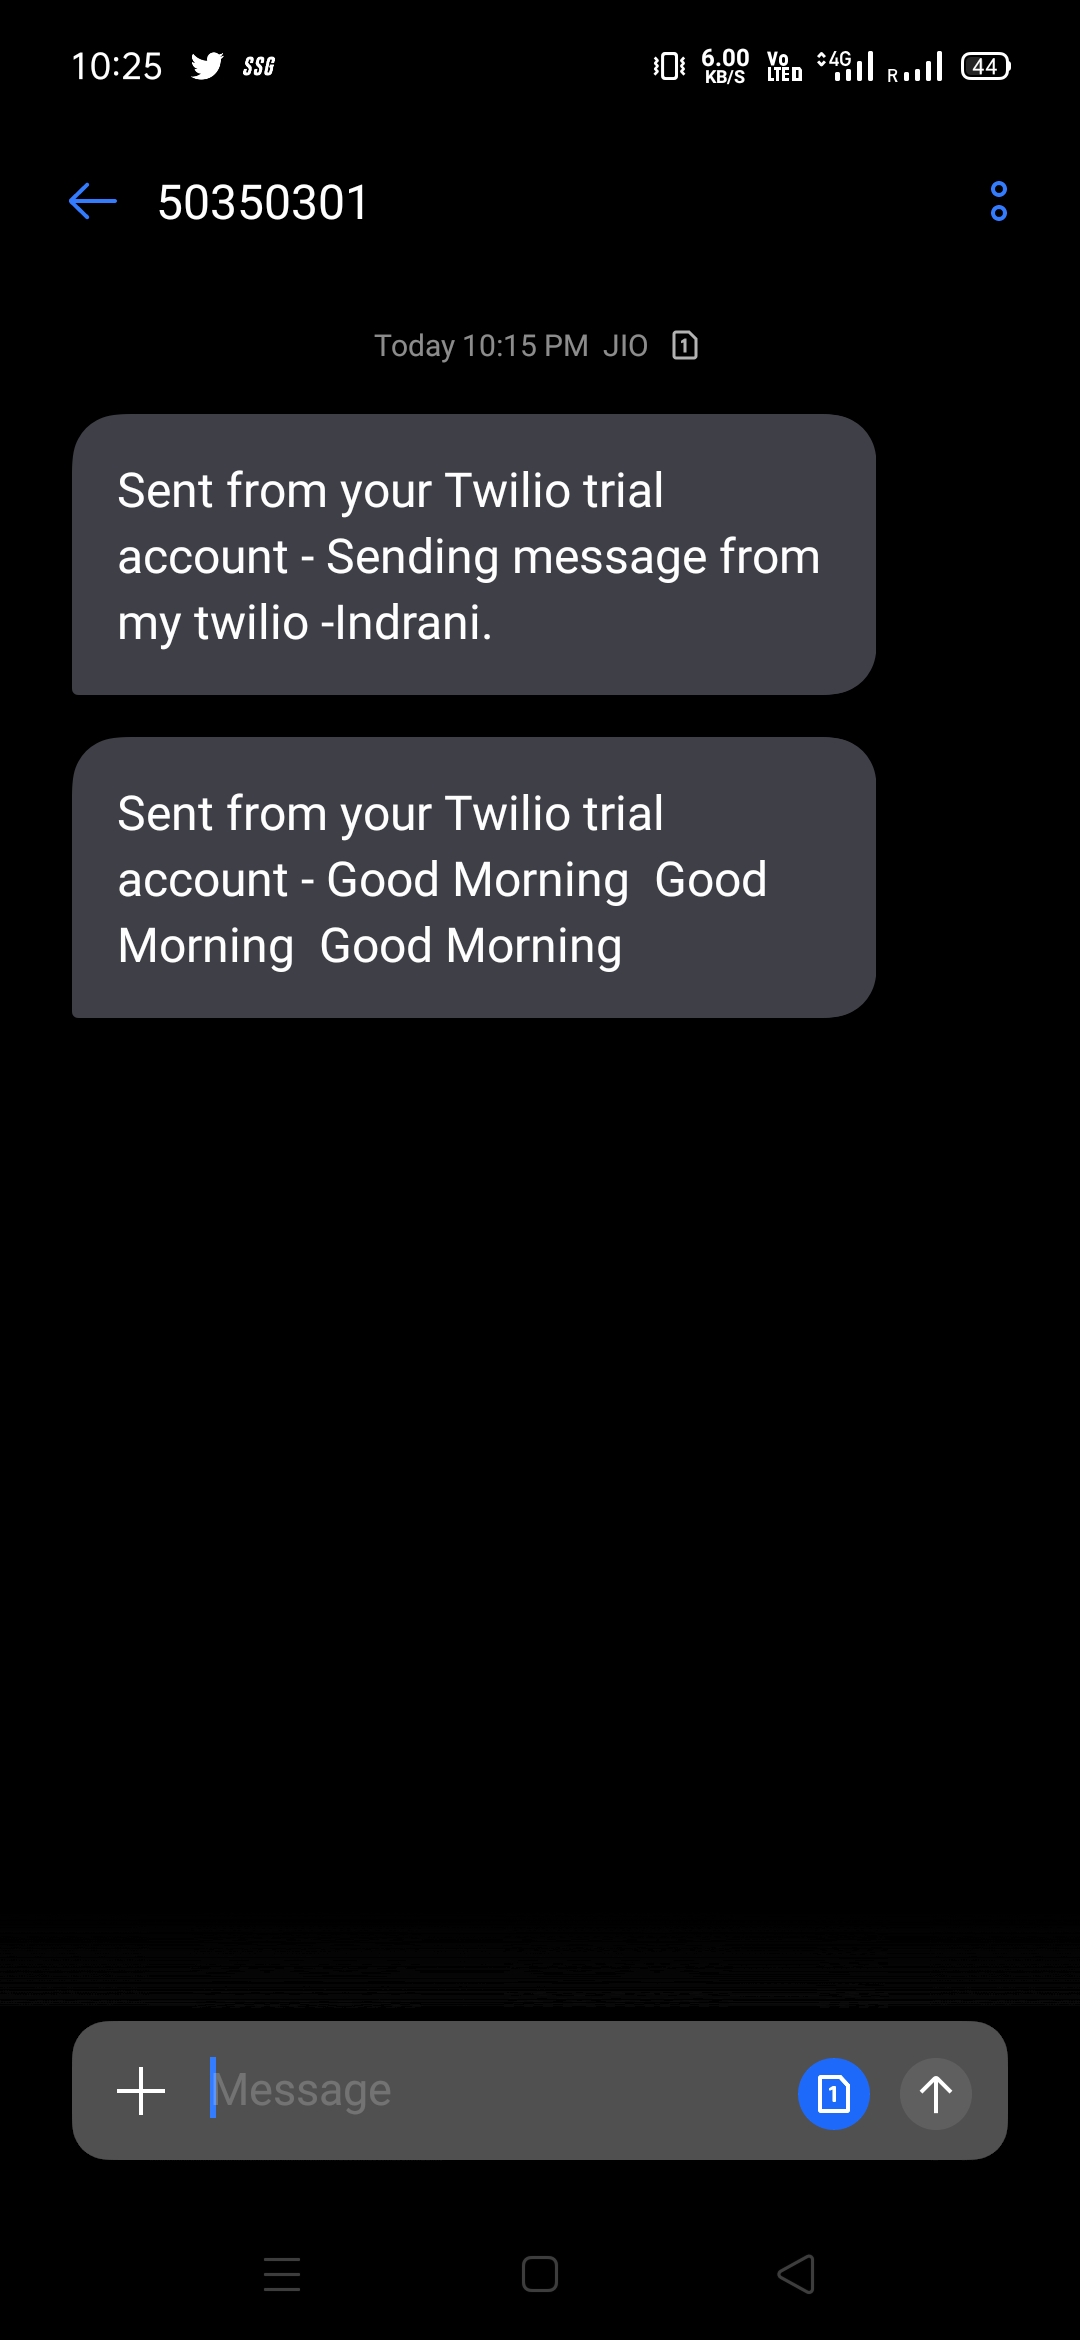 10:25 SSG 6.00 KB/S Vo LTE D 4G R 44
50350301
Today 10:15 PM JIO 1
Sent from your Twilio trial
account - Sending message from
my twilio -Indrani.
Sent from your Twilio trial
account - Good Morning  Good
Morning  Good Morning
Message 1